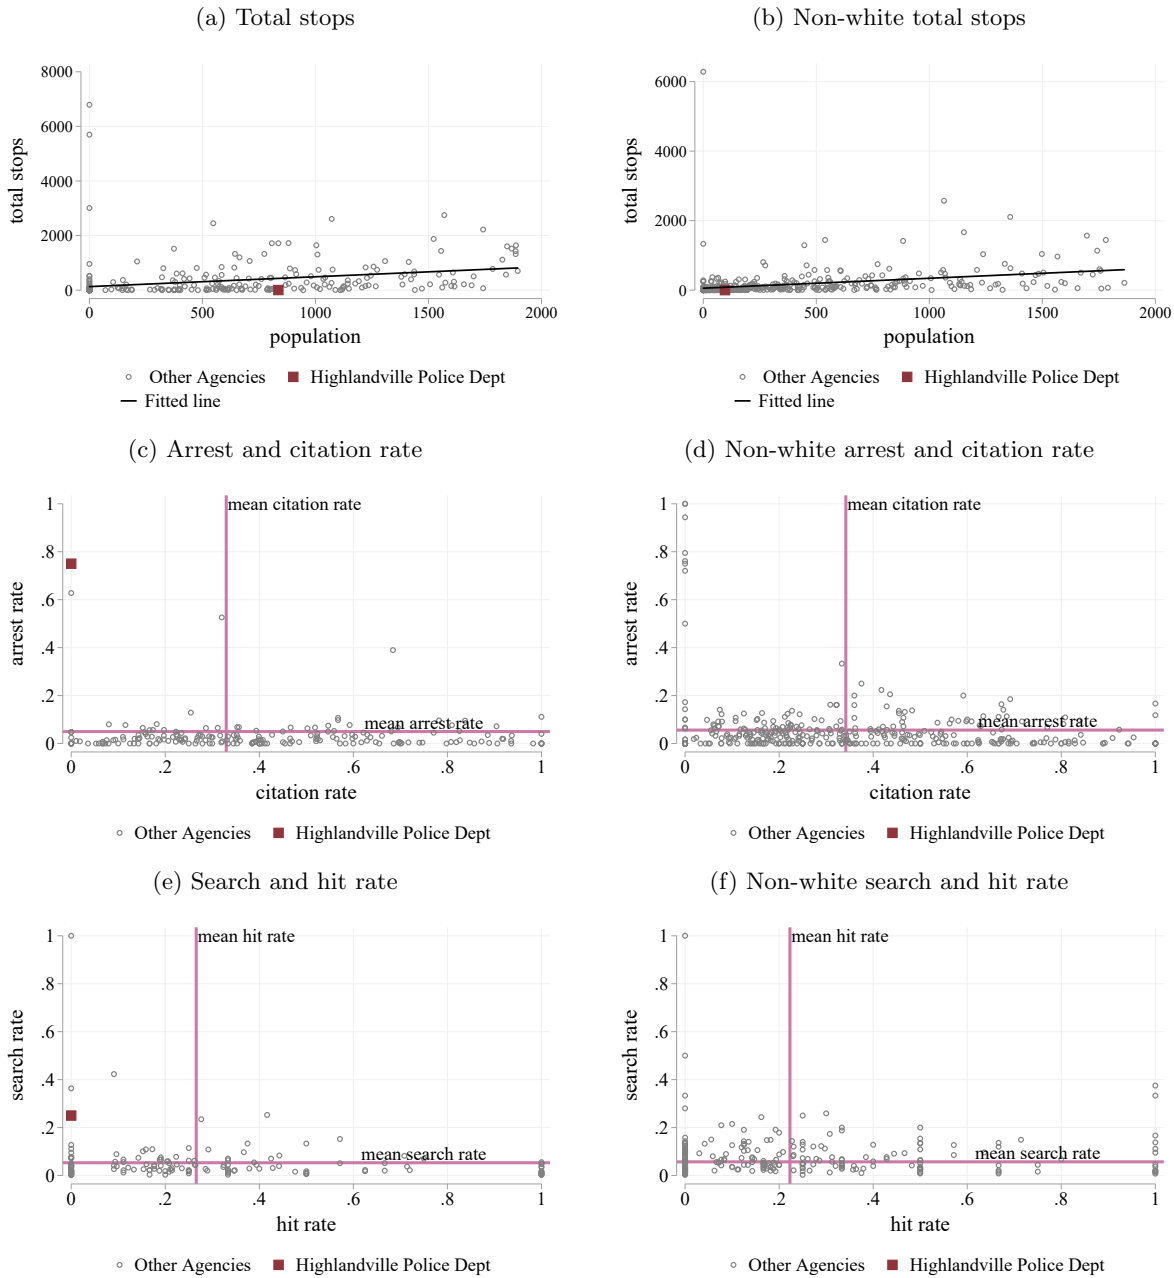 (a) Total stops
total stops
8000
6000
4000
2000
0
0 500 1000 1500 2000
population
Other Agencies Highlandville Police Dept
Fitted line
(b) Non-white total stops
total stops
6000
4000
2000
0
0 500 1000 1500 2000
population
Other Agencies Highlandville Police Dept
Fitted line
(c) Arrest and citation rate
arrest rate
1
.8
.6
.4
.2
0
mean citation rate
mean arrest rate
0 .2 .4 .6 .8 1
citation rate
Other Agencies Highlandville Police Dept
(d) Non-white arrest and citation rate
arrest rate
1
.8
.6
.4
.2
0
mean citation rate
mean arrest rate
0 .2 .4 .6 .8 1
citation rate
Other Agencies Highlandville Police Dept
(e) Search and hit rate
search rate
1
.8
.6
.4
.2
0
mean hit rate
mean search rate
0 .2 .4 .6 .8 1
hit rate
Other Agencies Highlandville Police Dept
(f) Non-white search and hit rate
search rate
1
.8
.6
.4
.2
0
mean hit rate
mean search rate
0 .2 .4 .6 .8 1
hit rate
Other Agencies Highlandville Police Dept